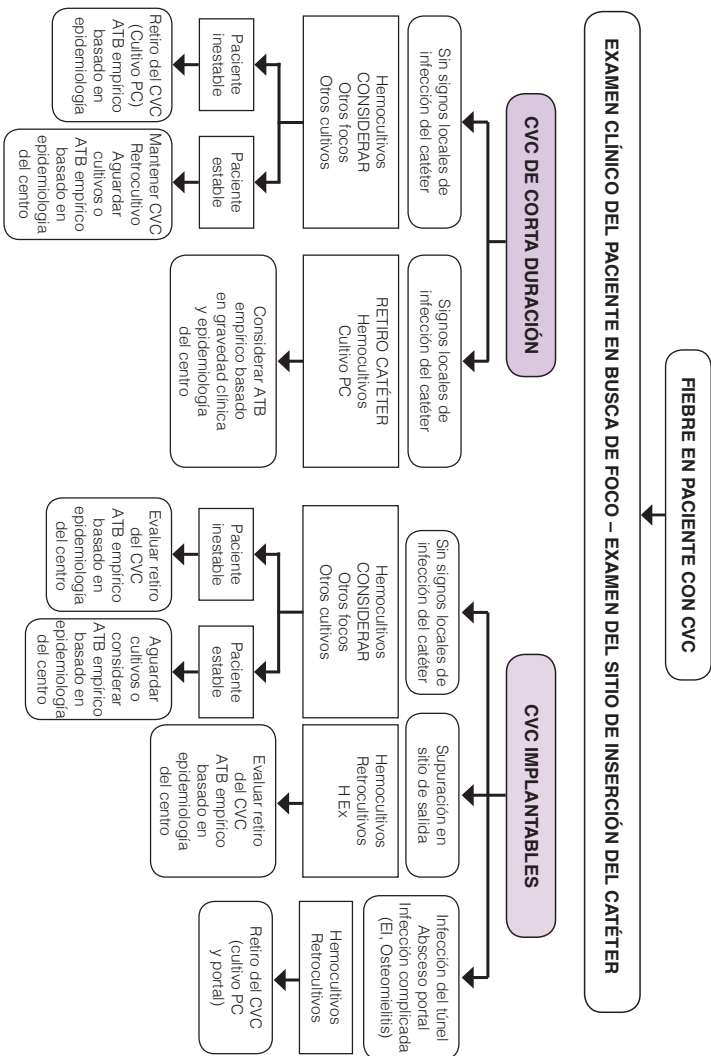 FIEBRE EN PACIENTE CON CVC
EXAMEN CLÍNICO DEL PACIENTE EN BUSCA DE FOCO – EXAMEN DEL SITIO DE INSERCIÓN DEL CATÉTER
CVC DE CORTA DURACIÓN
Sin signos locales de
infección del catéter
Hemocultivos
CONSIDERAR
Otros focos
Otros cultivos
Paciente
inestable
Retiro del CVC
(Cultivo PC)
ATB empírico
basado en
epidemiología
Paciente
estable
Mantener CVC
Retrocultivo
Aguardar
cultivos o
ATB empírico
basado en
epidemiología
del centro
Signos locales de
infección del catéter
RETIRO CATÉTER
Hemocultivos
Cultivo PC
Considerar ATB
empírico basado
en gravedad clínica
y epidemiología
del centro
CVC IMPLANTABLES
Sin signos locales de
infección del catéter
Hemocultivos
CONSIDERAR
Otros focos
Otros cultivos
Paciente
inestable
Evaluar retiro
del CVC
ATB empírico
basado en
epidemiología
del centro
Paciente
estable
Aguardar
cultivos o
considerar
ATB empírico
basado en
epidemiología
del centro
Supuración en
sitio de salida
Hemocultivos
Retrocultivos
H Ex
Evaluar retiro
del CVC
ATB empírico
basado en
epidemiología
del centro
Infección del túnel
Absceso portal
Infección complicada
(EI, Osteomielitis)
Hemocultivos
Retrocultivos
Retiro del CVC
(cultivo PC
y portal)